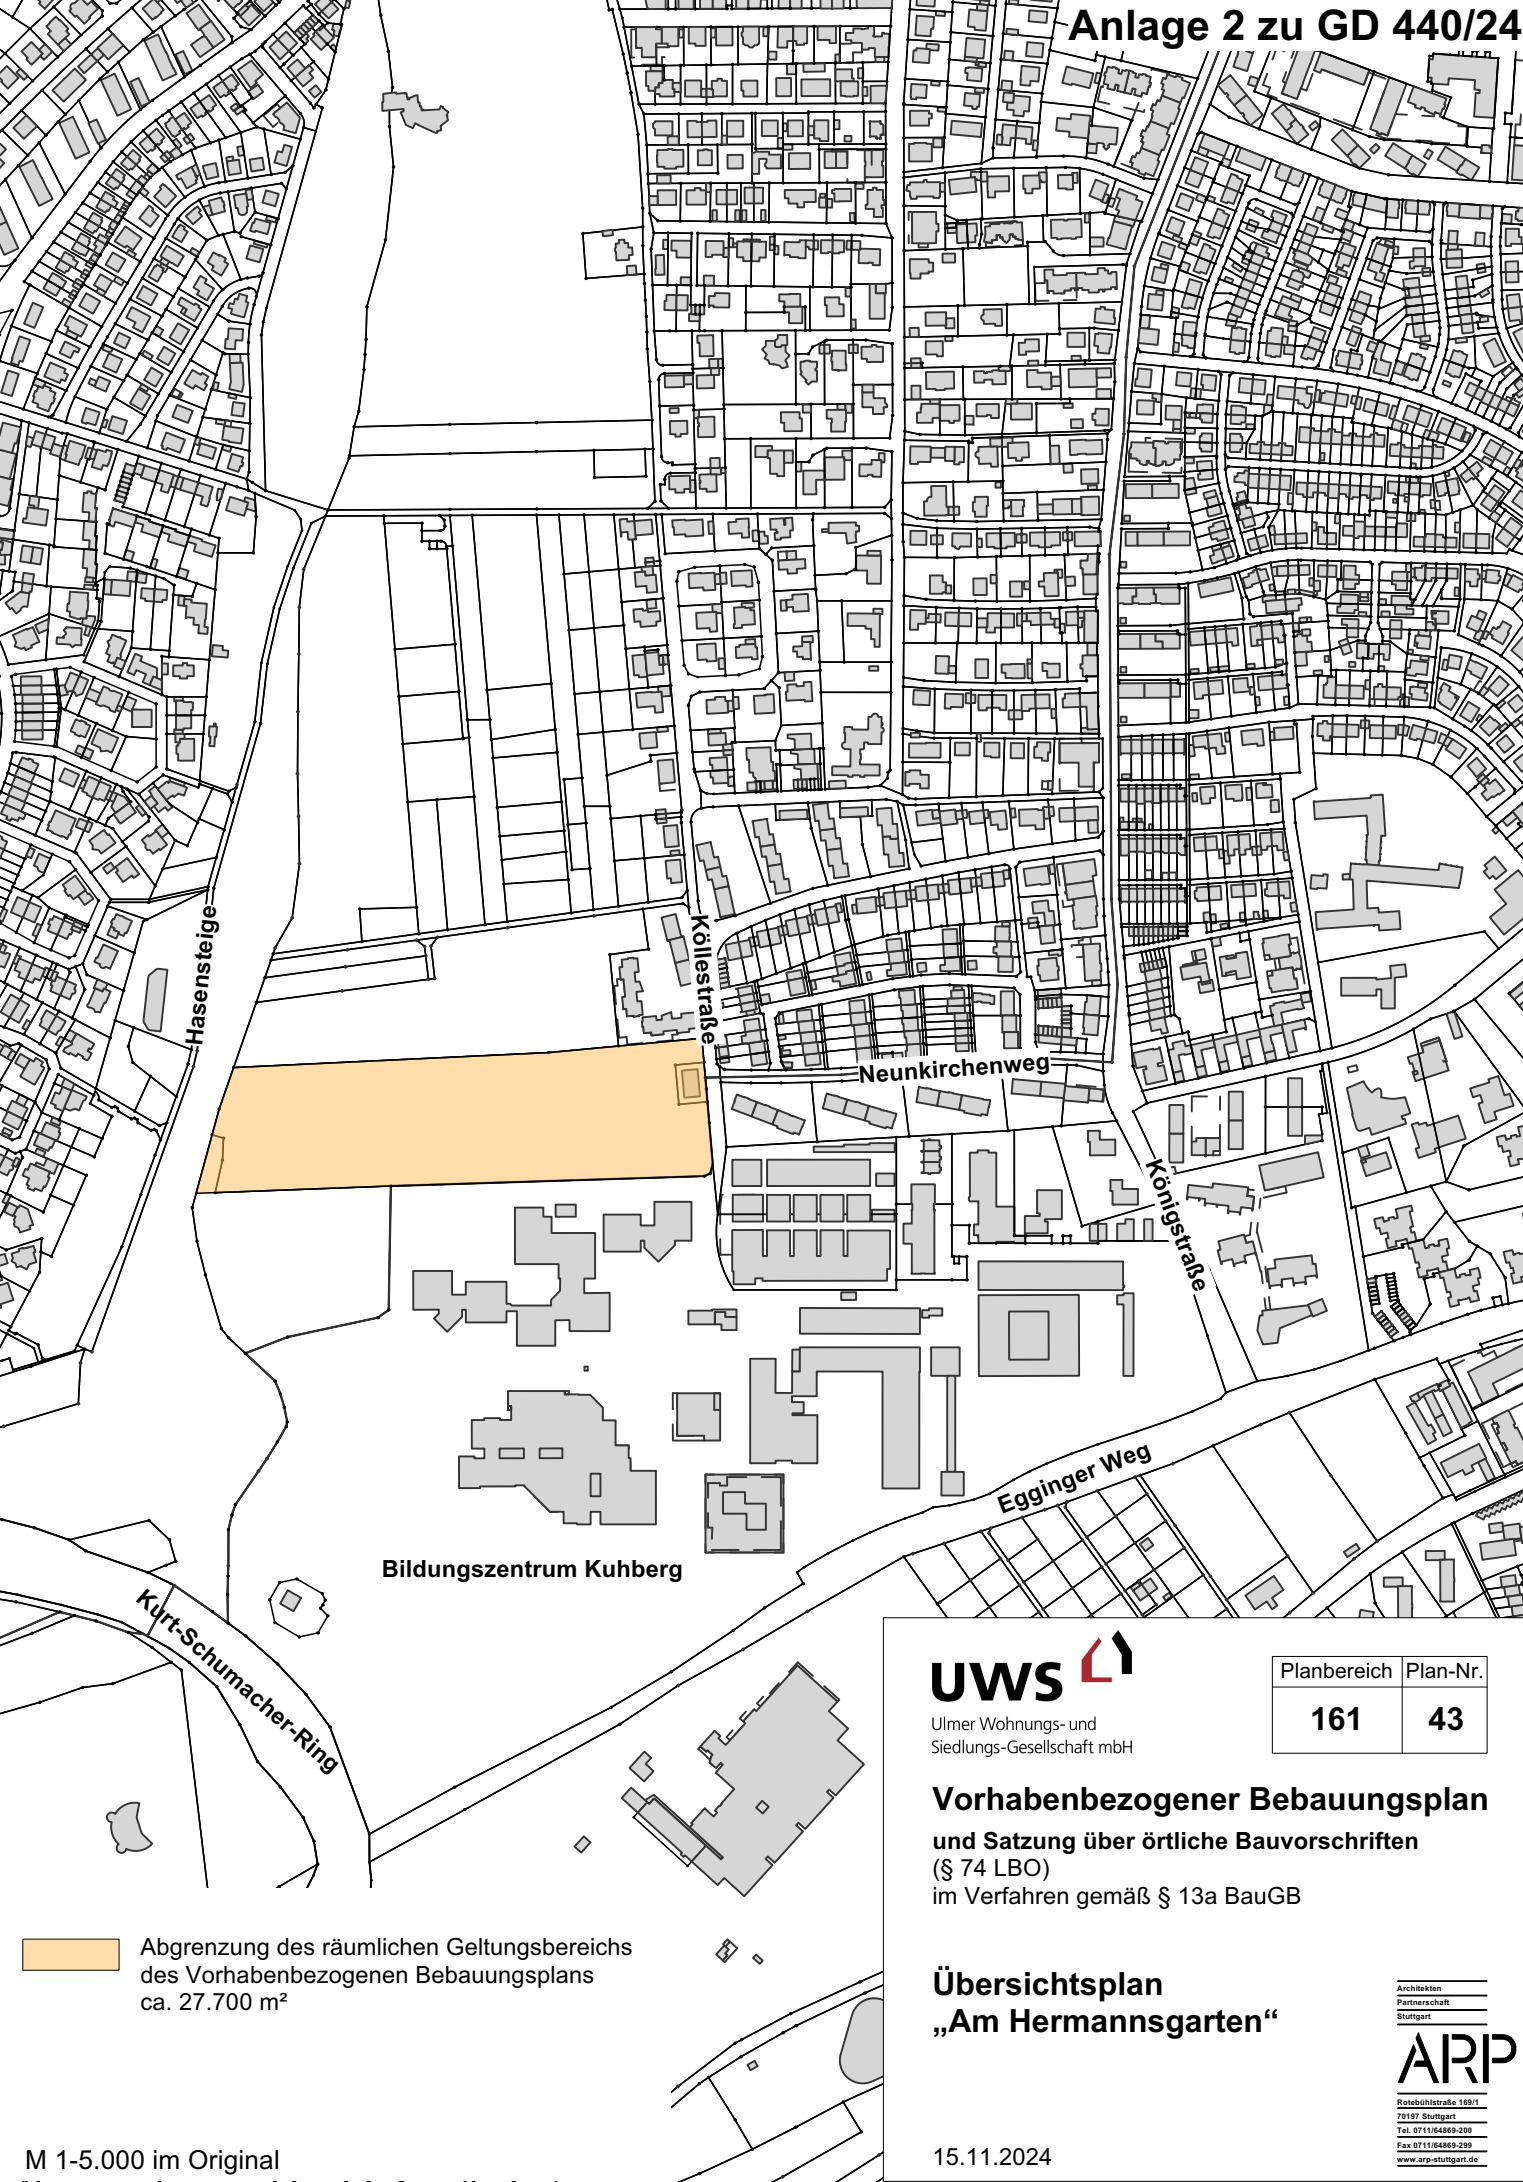 Anlage 2 zu GD 440/24
Hasensteige
Köllestraße
Neunkirchenweg
Königstraße
Egginger Weg
Bildungszentrum Kuhberg
Kurt-Schumacher-Ring
UWS
Ulmer Wohnungs- und
Siedlungs-Gesellschaft mbH
Planbereich Plan-Nr.
161 43
Vorhabenbezogener Bebauungsplan
und Satzung über örtliche Bauvorschriften
(§ 74 LBO)
im Verfahren gemäß § 13a BauGB
Abgrenzung des räumlichen Geltungsbereichs
des Vorhabenbezogenen Bebauungsplans
ca. 27.700 m²
Übersichtsplan
„Am Hermannsgarten“
Architekten
Partnerschaft
Stuttgart
ARP
Rotebühlstraße 169/1
70197 Stuttgart
Tel. 0711/64869-200
Fax 0711/64869-299
www.arp-stuttgart.de
15.11.2024
M 1-5.000 im Original